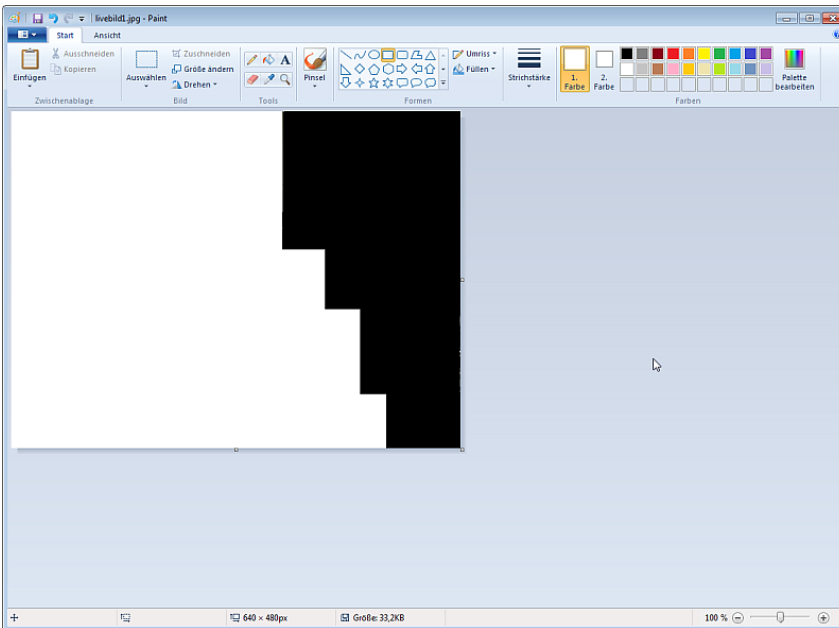 livebild1.jpg - Paint
Start Ansicht
Einfügen
Ausschneiden
Kopieren
Zwischenablage
Auswählen
Zuschneiden
Größe ändern
Drehen
Bild
A
Tools
Pinsel
Formen
Umriss
Füllen
Strichstärke
1.
Farbe
2.
Farbe
Farben
Palette
bearbeiten
640 × 480px
Größe: 33,2KB
100 %